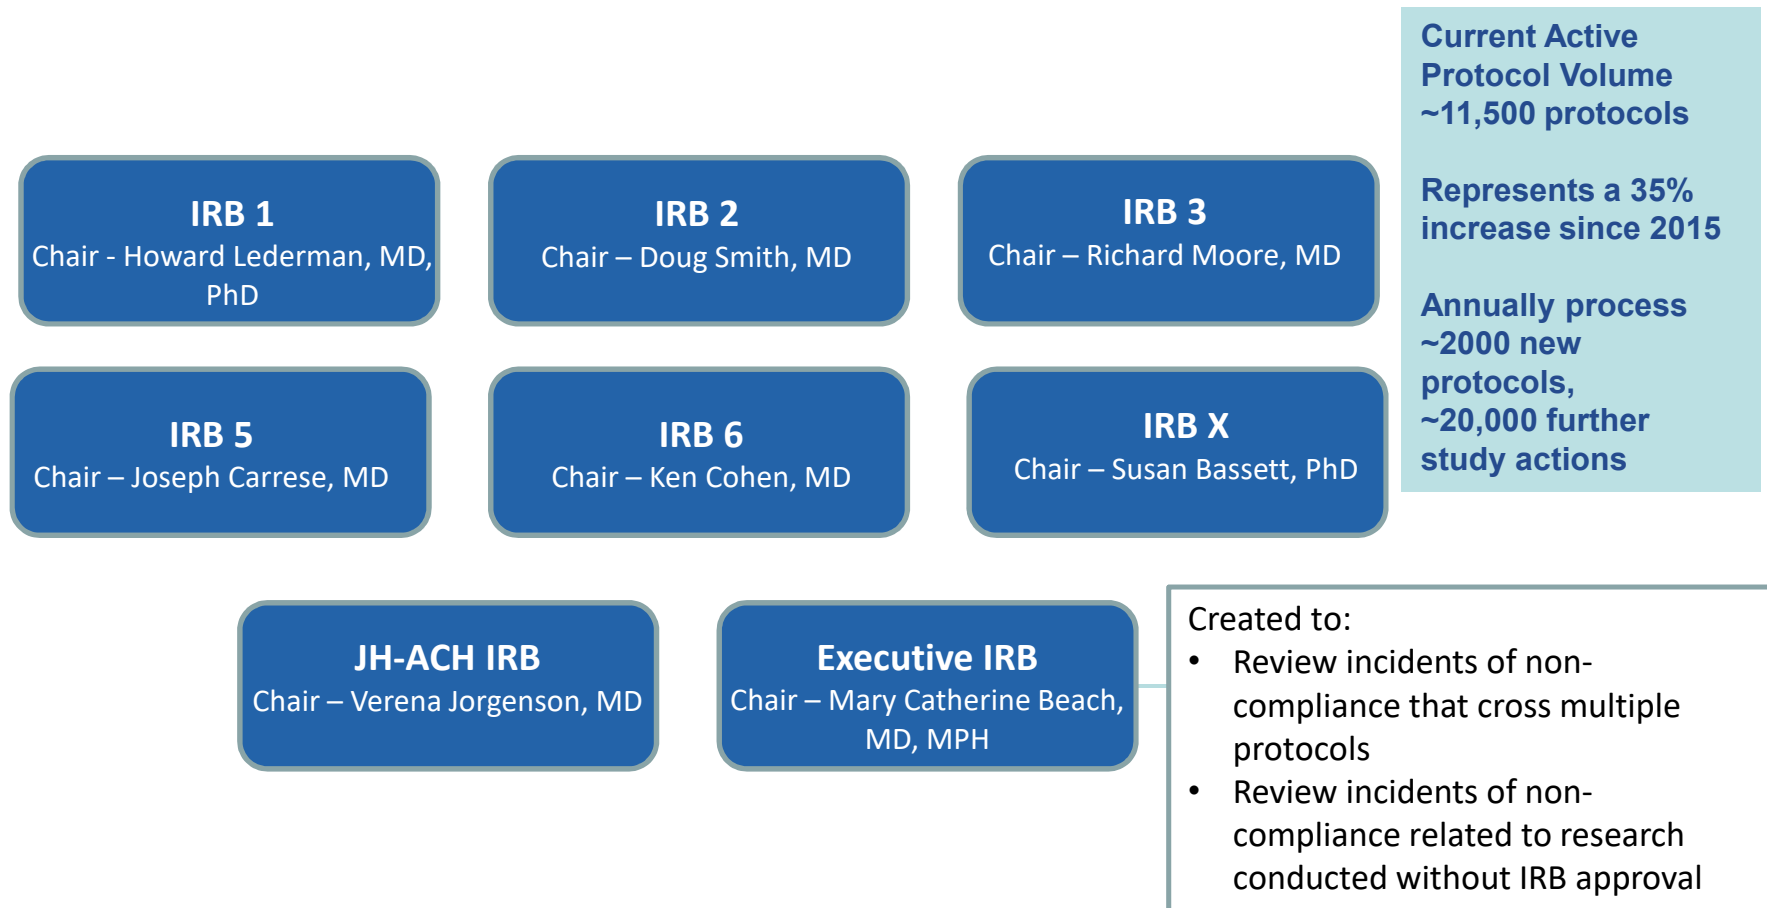 Current Active
Protocol Volume
~11,500 protocols
Represents a 35%
increase since 2015
Annually process
~2000 new
protocols,
~20,000 further
study actions
IRB 1
Chair - Howard Lederman, MD,
PhD
IRB 2
Chair – Doug Smith, MD
IRB 3
Chair – Richard Moore, MD
IRB 5
Chair – Joseph Carrese, MD
IRB 6
Chair – Ken Cohen, MD
IRB X
Chair – Susan Bassett, PhD
JH-ACH IRB
Chair – Verena Jorgenson, MD
Executive IRB
Chair – Mary Catherine Beach,
MD, MPH
Created to:
• Review incidents of non-
compliance that cross multiple
protocols
• Review incidents of non-
compliance related to research
conducted without IRB approval